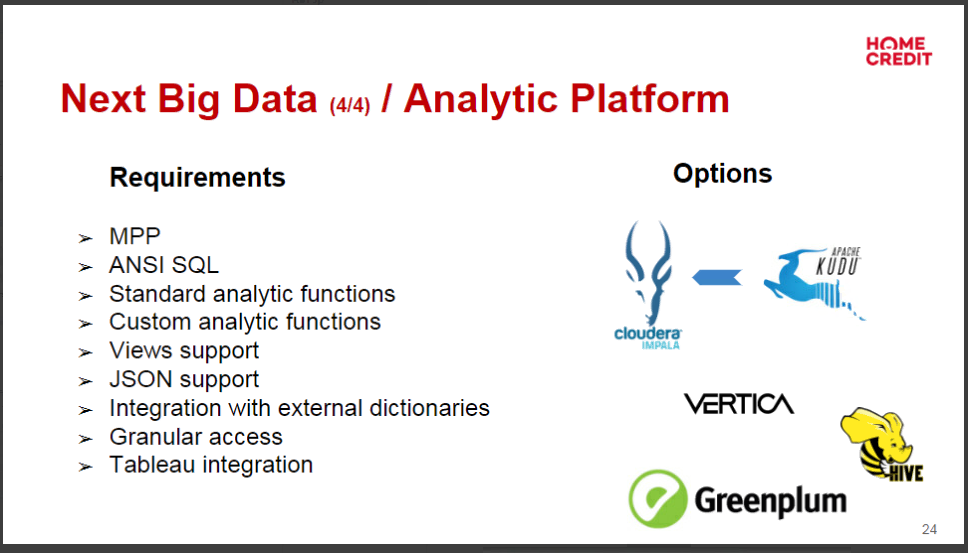 HOME
CREDIT
Next Big Data (4/4) / Analytic Platform
Requirements
➢ MPP
➢ ANSI SQL
➢ Standard analytic functions
➢ Custom analytic functions
➢ Views support
➢ JSON support
➢ Integration with external dictionaries
➢ Granular access
➢ Tableau integration
Options
cloudera
IMPALA
APACHE
KUDU
VERTICA
HIVE
Greenplum
24